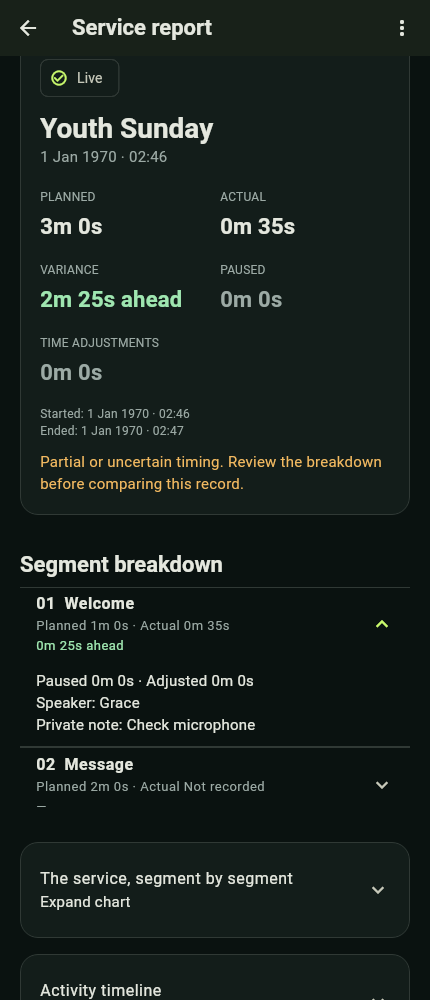 Service report
Live
Youth Sunday
1 Jan 1970 · 02:46
PLANNED
3m 0s
ACTUAL
0m 35s
VARIANCE
2m 25s ahead
PAUSED
0m 0s
TIME ADJUSTMENTS
0m 0s
Started: 1 Jan 1970 · 02:46
Ended: 1 Jan 1970 · 02:47
Partial or uncertain timing. Review the breakdown
before comparing this record.
Segment breakdown
01 Welcome
Planned 1m 0s · Actual 0m 35s
0m 25s ahead
Paused 0m 0s · Adjusted 0m 0s
Speaker: Grace
Private note: Check microphone
02 Message
Planned 2m 0s · Actual Not recorded
—
The service, segment by segment
Expand chart
Activity timeline